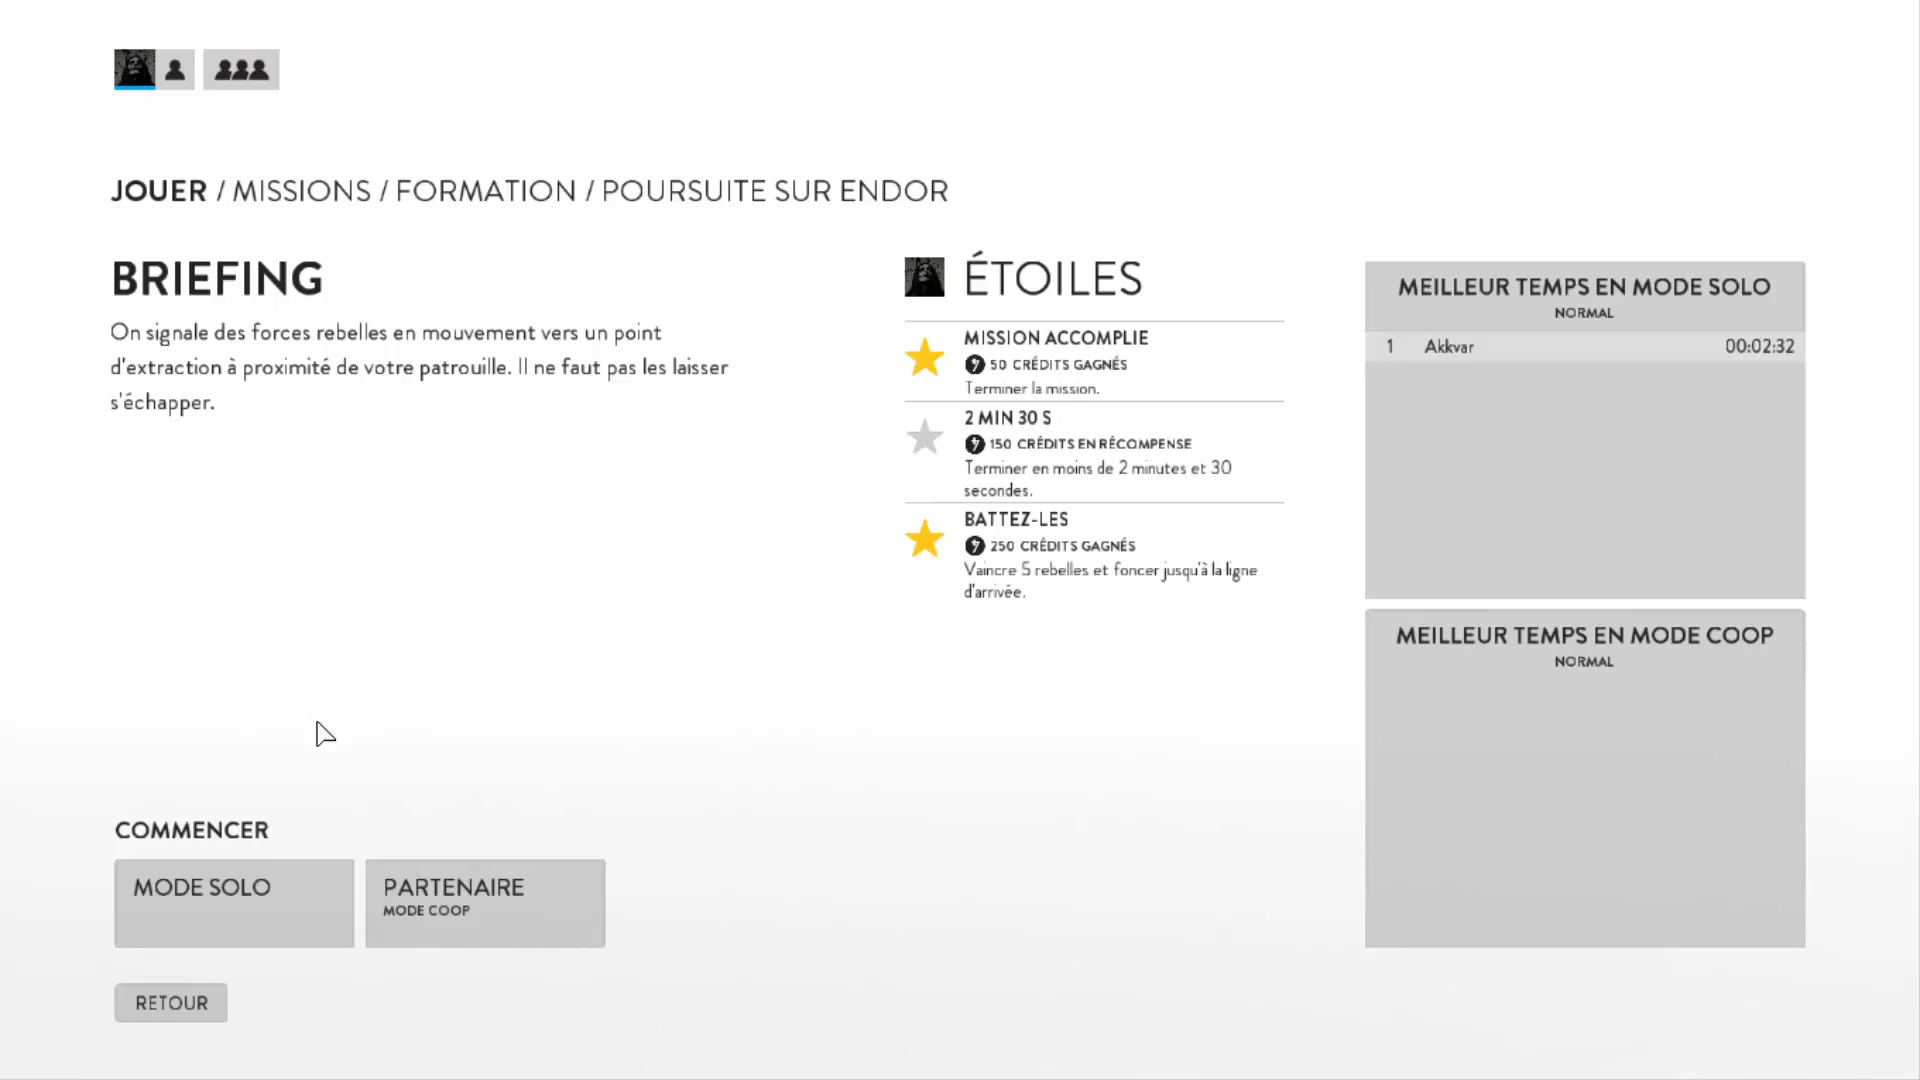 JOUER / MISSIONS / FORMATION / POURSUITE SUR ENDOR
BRIEFING
On signale des forces rebelles en mouvement vers un point
d'extraction à proximité de votre patrouille. Il ne faut pas les laisser
s'échapper.
ÉTOILES
MISSION ACCOMPLIE
50 CRÉDITS GAGNÉS
Terminer la mission.
2 MIN 30 S
150 CRÉDITS EN RÉCOMPENSE
Terminer en moins de 2 minutes et 30
secondes.
BATTEZ-LES
250 CRÉDITS GAGNÉS
Vaincre 5 rebelles et foncer jusqu'à la ligne
d'arrivée.
MEILLEUR TEMPS EN MODE SOLO
NORMAL
1 Akkvar 00:02:32
MEILLEUR TEMPS EN MODE COOP
NORMAL
COMMENCER
MODE SOLO
PARTENAIRE
MODE COOP
RETOUR